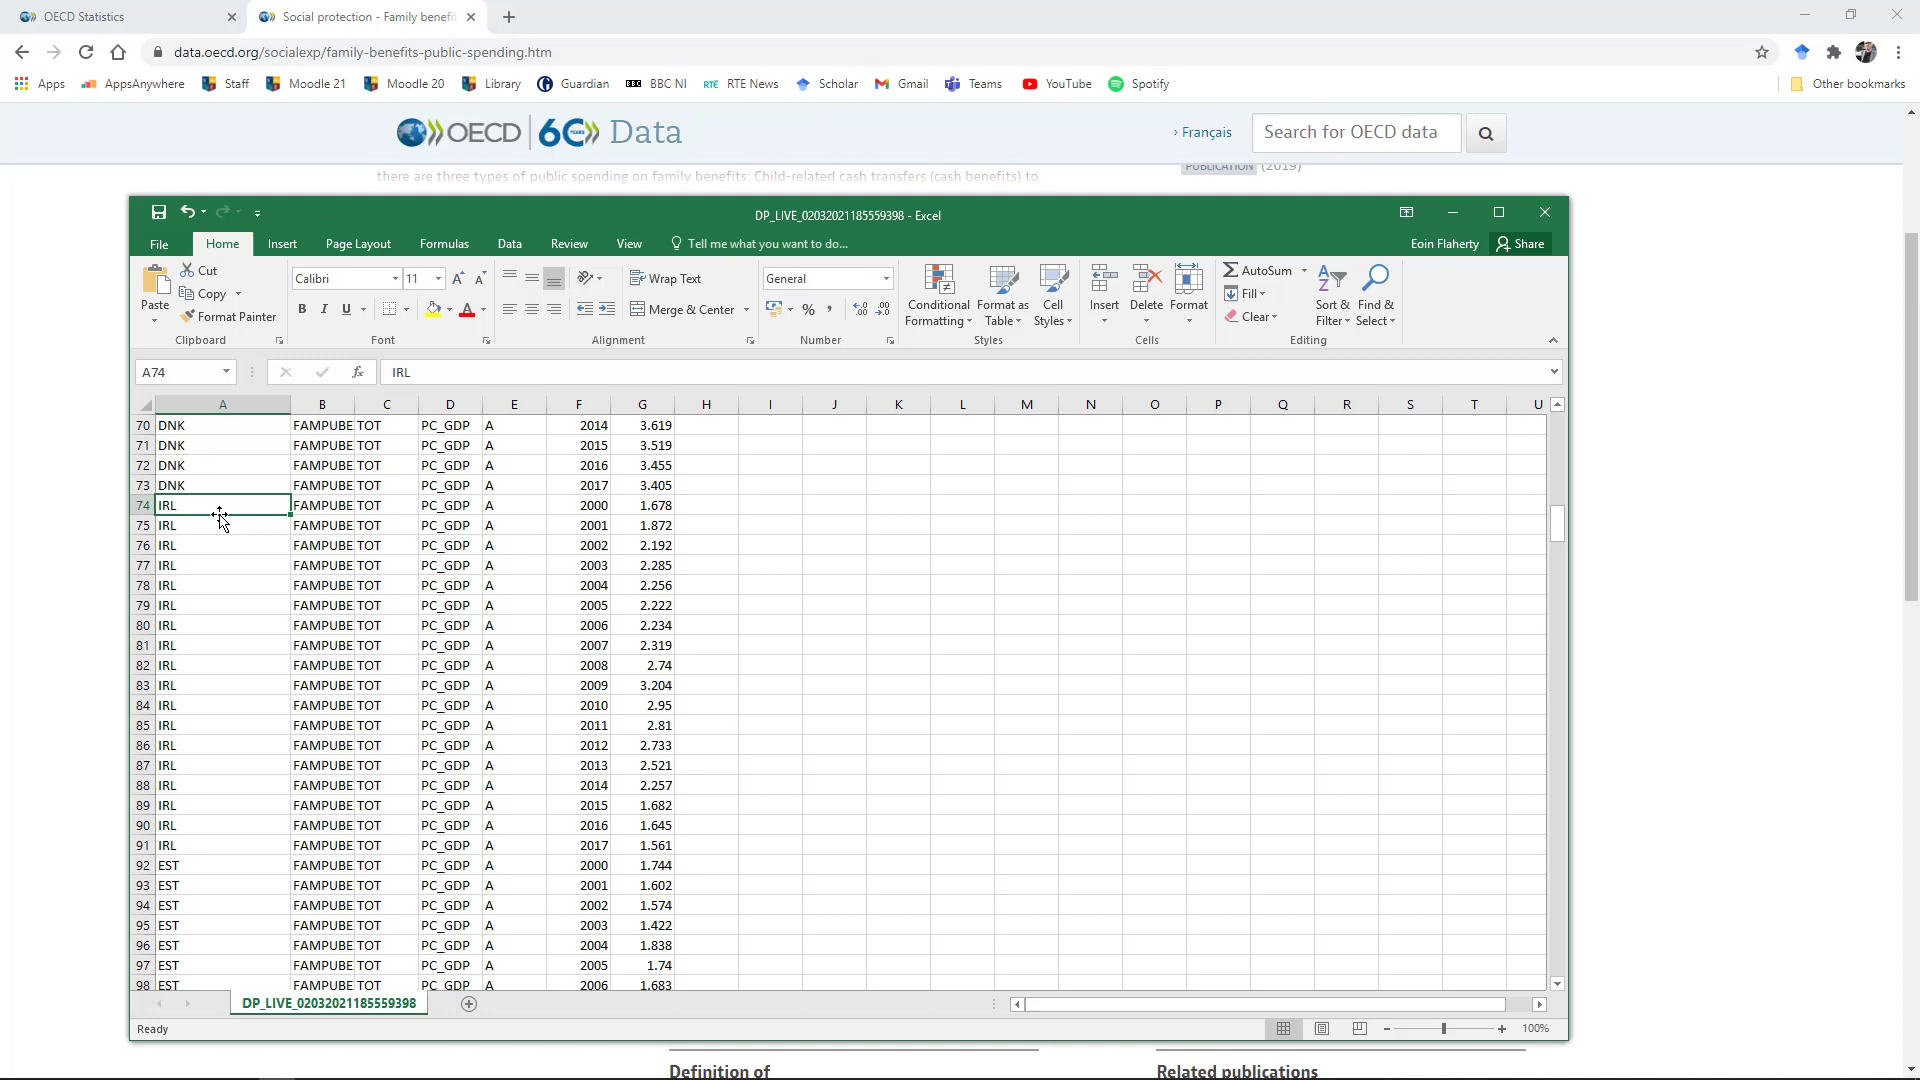 OECD Statistics
Social protection - Family benefit
data.oecd.org/socialexp/family-benefits-public-spending.htm
Apps AppsAnywhere Staff Moodle 21 Moodle 20 Library Guardian BBC NI RTE News Scholar Gmail Teams YouTube Spotify Other bookmarks
OECD 60 YEARS Data
Français
Search for OECD data
there are three types of public spending on family benefits: Child-related cash transfers (cash benefits) to
PUBLICATION (2019)
DP_LIVE_02032021185559398 - Excel
File Home Insert Page Layout Formulas Data Review View Tell me what you want to do... Eoin Flaherty Share
Paste
Cut
Copy
Format Painter
Clipboard
Calibri 11
B I U A
Font
Wrap Text
Merge & Center
Alignment
General
%
Number
Conditional Formatting
Format as Table
Cell Styles
Styles
Insert Delete Format
Cells
AutoSum
Fill
Clear
Sort & Filter
Find & Select
Editing
A74 fx IRL
A B C D E F G H I J K L M N O P Q R S T U
70 DNK FAMPUBE TOT PC_GDP A 2014 3.619
71 DNK FAMPUBE TOT PC_GDP A 2015 3.519
72 DNK FAMPUBE TOT PC_GDP A 2016 3.455
73 DNK FAMPUBE TOT PC_GDP A 2017 3.405
74 IRL FAMPUBE TOT PC_GDP A 2000 1.678
75 IRL FAMPUBE TOT PC_GDP A 2001 1.872
76 IRL FAMPUBE TOT PC_GDP A 2002 2.192
77 IRL FAMPUBE TOT PC_GDP A 2003 2.285
78 IRL FAMPUBE TOT PC_GDP A 2004 2.256
79 IRL FAMPUBE TOT PC_GDP A 2005 2.222
80 IRL FAMPUBE TOT PC_GDP A 2006 2.234
81 IRL FAMPUBE TOT PC_GDP A 2007 2.319
82 IRL FAMPUBE TOT PC_GDP A 2008 2.74
83 IRL FAMPUBE TOT PC_GDP A 2009 3.204
84 IRL FAMPUBE TOT PC_GDP A 2010 2.95
85 IRL FAMPUBE TOT PC_GDP A 2011 2.81
86 IRL FAMPUBE TOT PC_GDP A 2012 2.733
87 IRL FAMPUBE TOT PC_GDP A 2013 2.521
88 IRL FAMPUBE TOT PC_GDP A 2014 2.257
89 IRL FAMPUBE TOT PC_GDP A 2015 1.682
90 IRL FAMPUBE TOT PC_GDP A 2016 1.645
91 IRL FAMPUBE TOT PC_GDP A 2017 1.561
92 EST FAMPUBE TOT PC_GDP A 2000 1.744
93 EST FAMPUBE TOT PC_GDP A 2001 1.602
94 EST FAMPUBE TOT PC_GDP A 2002 1.574
95 EST FAMPUBE TOT PC_GDP A 2003 1.422
96 EST FAMPUBE TOT PC_GDP A 2004 1.838
97 EST FAMPUBE TOT PC_GDP A 2005 1.74
98 EST FAMPUBE TOT PC_GDP A 2006 1.683
DP_LIVE_02032021185559398
Ready 100%
Definition of
Related publications